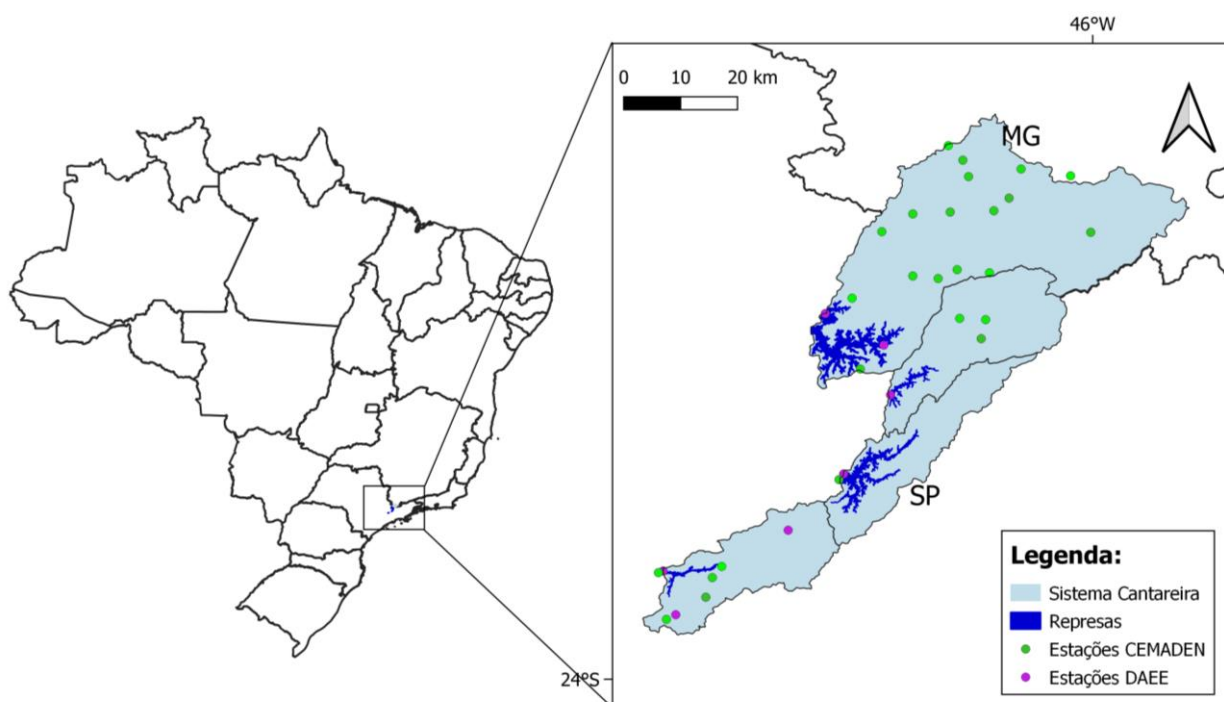 46°W
0 10 20 km
MG
SP
Legenda:
Sistema Cantareira
Represas
Estações CEMADEN
Estações DAEE
24°S